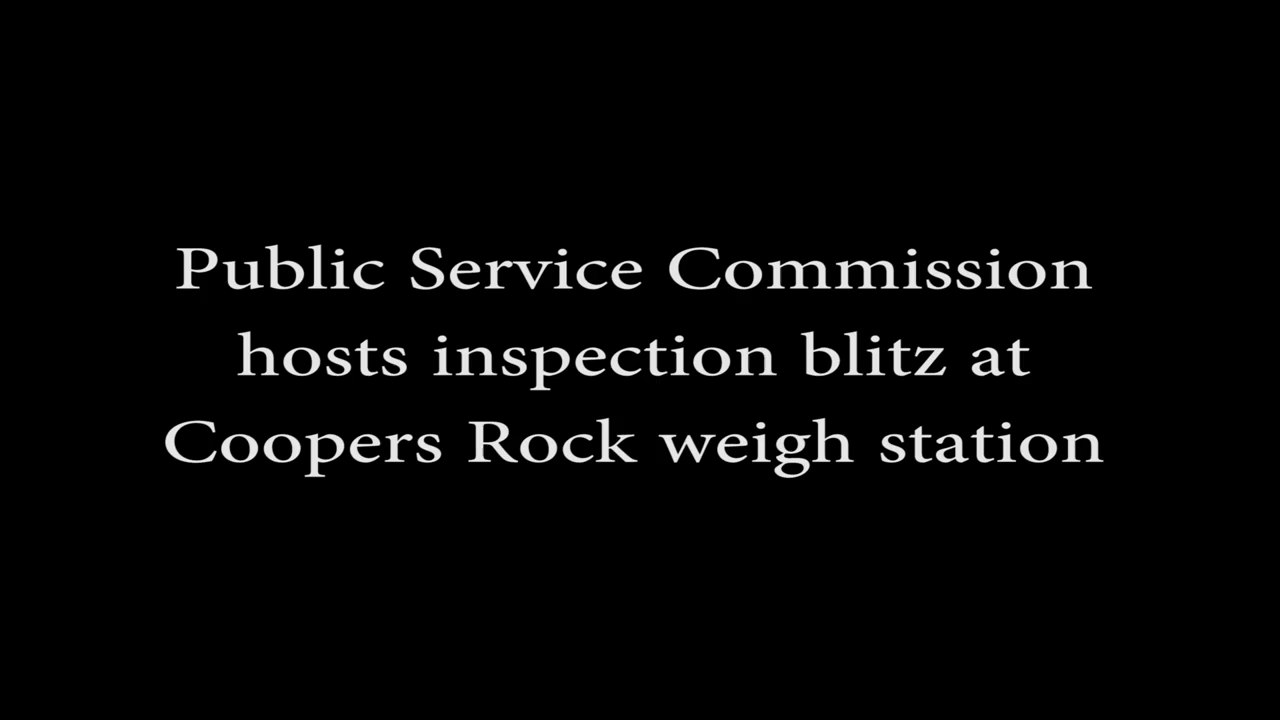 Public Service Commission
hosts inspection blitz at
Coopers Rock weigh station